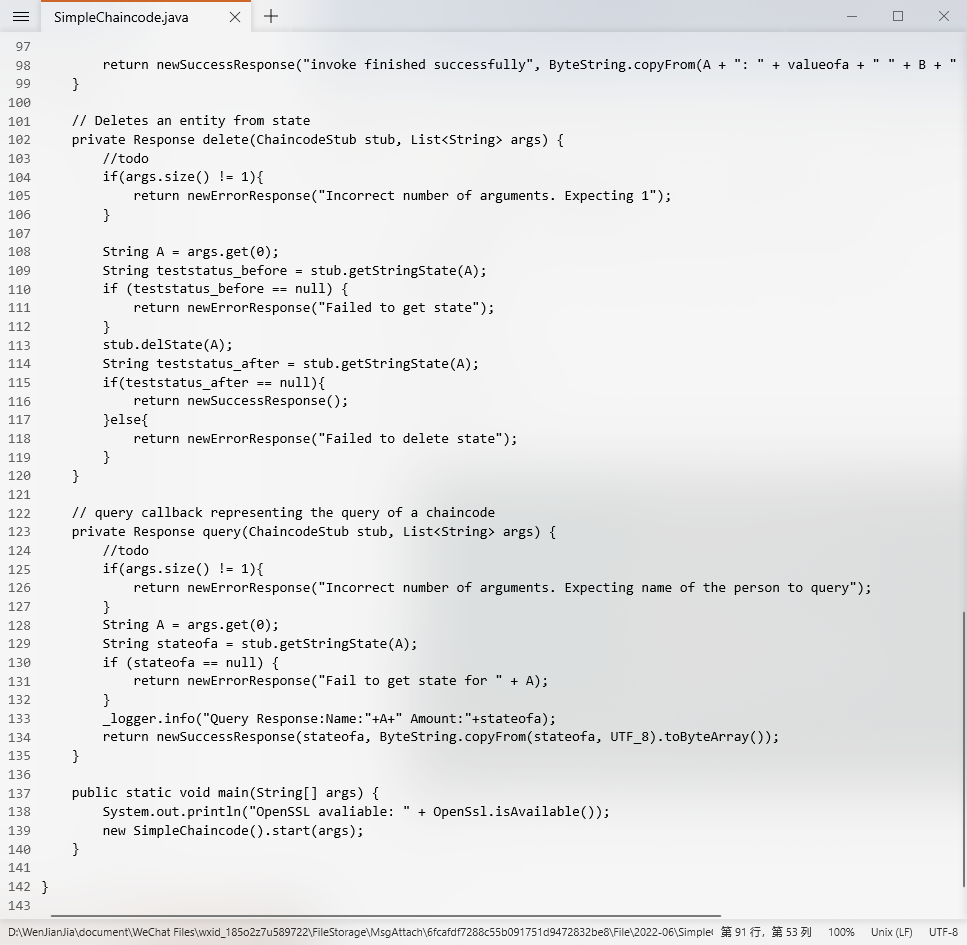 SimpleChaincode.java
97
98 return newSuccessResponse("invoke finished successfully", ByteString.copyFrom(A + ": " + valueofa + " " + B + "
99 }
100
101 // Deletes an entity from state
102 private Response delete(ChaincodeStub stub, List<String> args) {
103 //todo
104 if(args.size() != 1){
105 return newErrorResponse("Incorrect number of arguments. Expecting 1");
106 }
107
108 String A = args.get(0);
109 String teststatus_before = stub.getStringState(A);
110 if (teststatus_before == null) {
111 return newErrorResponse("Failed to get state");
112 }
113 stub.delState(A);
114 String teststatus_after = stub.getStringState(A);
115 if(teststatus_after == null){
116 return newSuccessResponse();
117 }else{
118 return newErrorResponse("Failed to delete state");
119 }
120 }
121
122 // query callback representing the query of a chaincode
123 private Response query(ChaincodeStub stub, List<String> args) {
124 //todo
125 if(args.size() != 1){
126 return newErrorResponse("Incorrect number of arguments. Expecting name of the person to query");
127 }
128 String A = args.get(0);
129 String stateofa = stub.getStringState(A);
130 if (stateofa == null) {
131 return newErrorResponse("Fail to get state for " + A);
132 }
133 _logger.info("Query Response:Name:"+A+" Amount:"+stateofa);
134 return newSuccessResponse(stateofa, ByteString.copyFrom(stateofa, UTF_8).toByteArray());
135 }
136
137 public static void main(String[] args) {
138 System.out.println("OpenSSL avaliable: " + OpenSsl.isAvailable());
139 new SimpleChaincode().start(args);
140 }
141
142 }
143
D:\WenJianJia\document\WeChat Files\wxid_185o2z7u589722\FileStorage\MsgAttach\6fcafdf7288c55b091751d9472832be8\File\2022-06\Simple 第 91 行，第 53 列 100% Unix (LF) UTF-8